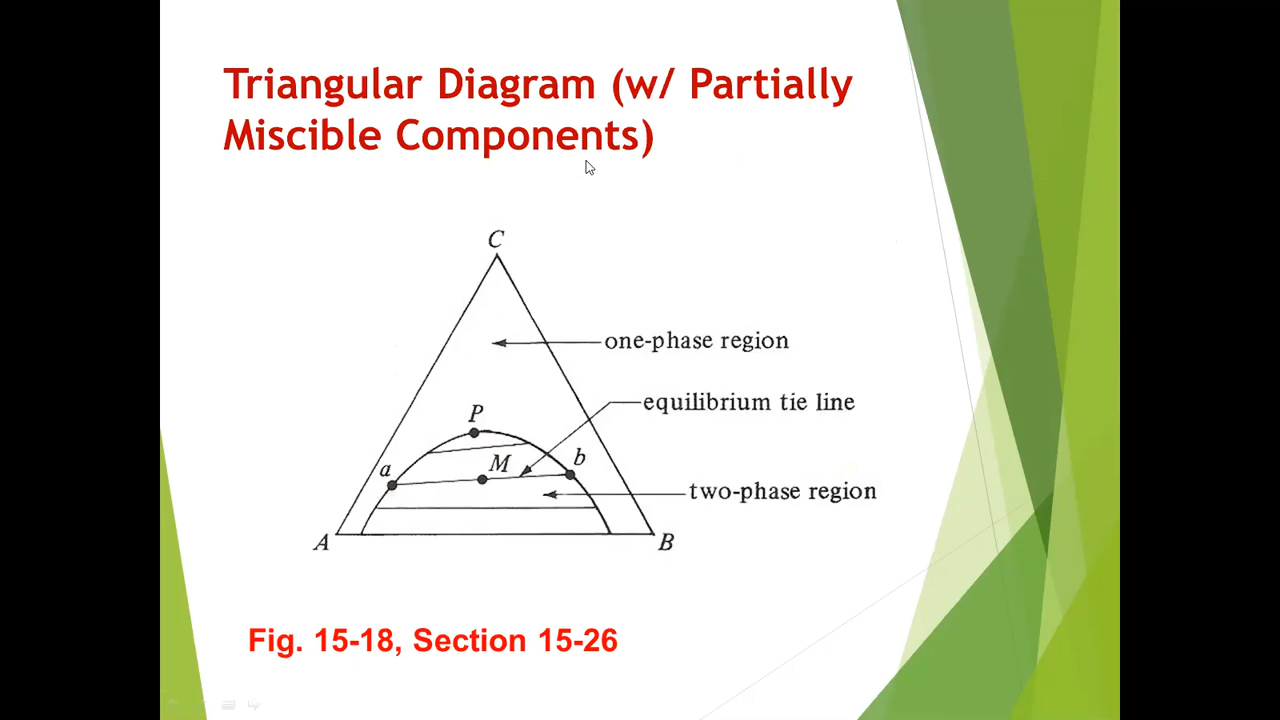 Triangular Diagram (w/ Partially
Miscible Components)
C
one-phase region
equilibrium tie line
P
a
M
b
two-phase region
A
B
Fig. 15-18, Section 15-26